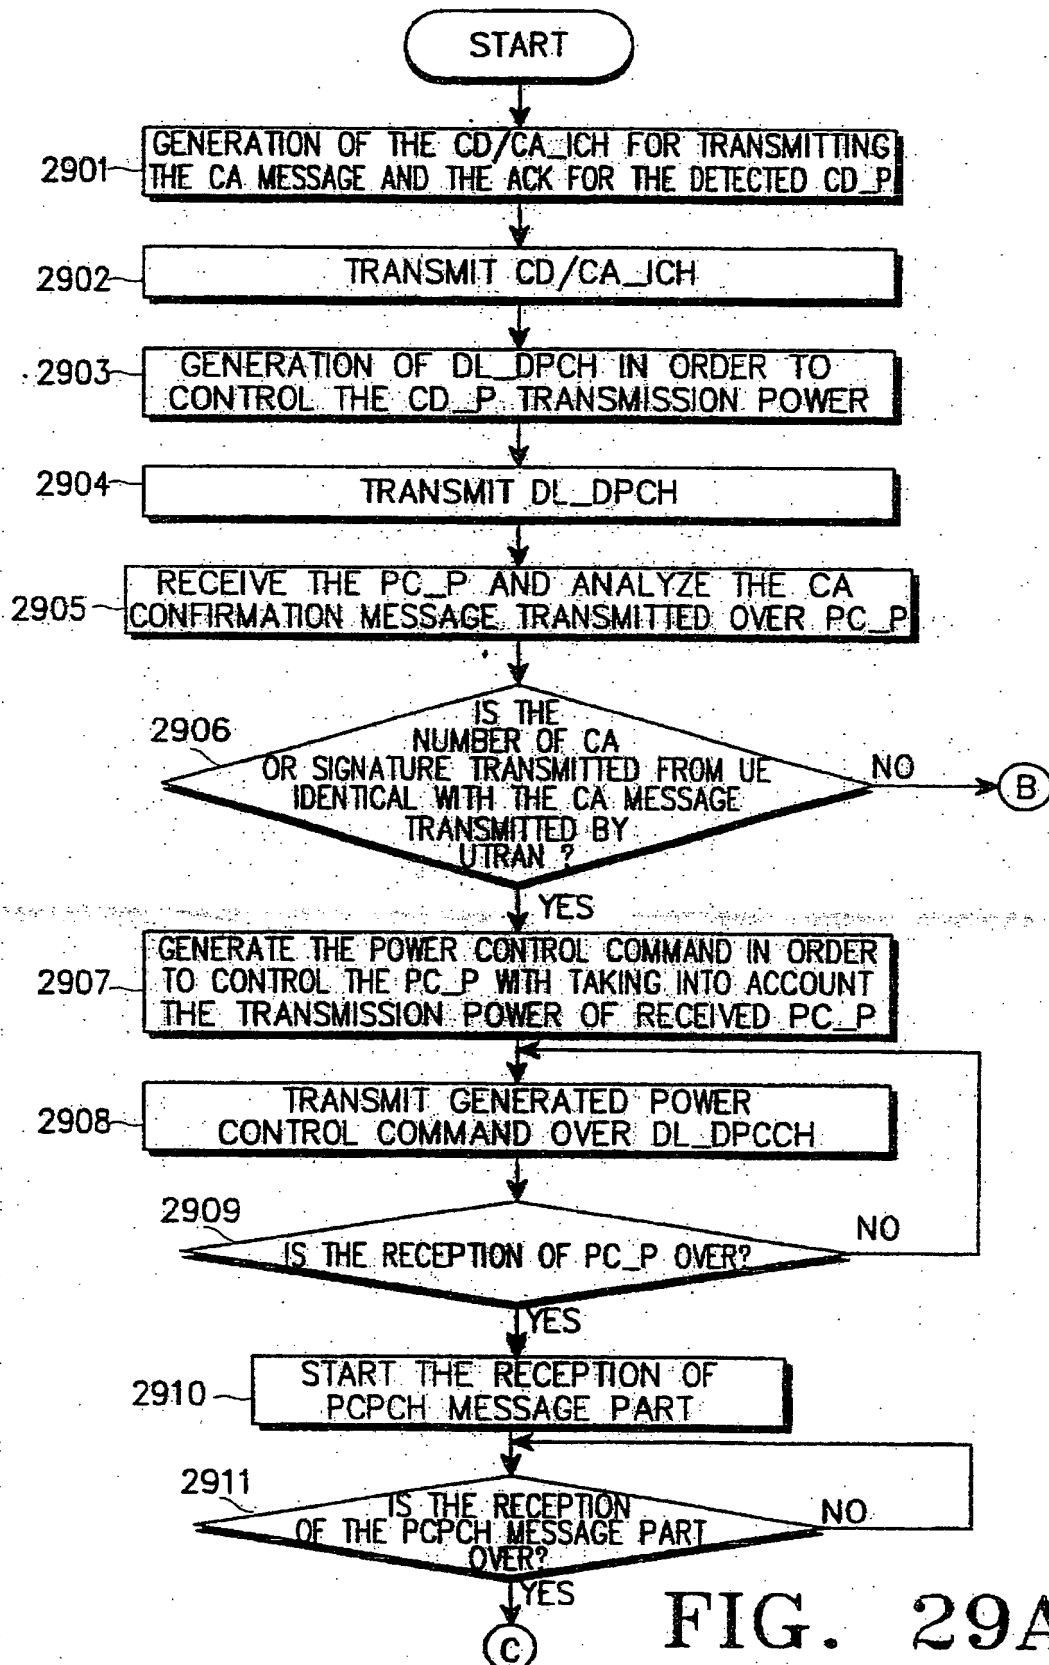 START
2901
GENERATION OF THE CD/CA_ICH FOR TRANSMITTING
THE CA MESSAGE AND THE ACK FOR THE DETECTED CD_P
2902
TRANSMIT CD/CA_ICH
2903
GENERATION OF DL_DPCH IN ORDER TO
CONTROL THE CD_P TRANSMISSION POWER
2904
TRANSMIT DL_DPCH
2905
RECEIVE THE PC_P AND ANALYZE THE CA
CONFIRMATION MESSAGE TRANSMITTED OVER PC_P
2906
IS THE
NUMBER OF CA
OR SIGNATURE TRANSMITTED FROM UE
IDENTICAL WITH THE CA MESSAGE
TRANSMITTED BY
UTRAN ?
NO
B
YES
2907
GENERATE THE POWER CONTROL COMMAND IN ORDER
TO CONTROL THE PC_P WITH TAKING INTO ACCOUNT
THE TRANSMISSION POWER OF RECEIVED PC_P
2908
TRANSMIT GENERATED POWER
CONTROL COMMAND OVER DL_DPCCH
2909
IS THE RECEPTION OF PC_P OVER?
NO
YES
2910
START THE RECEPTION OF
PCPCH MESSAGE PART
2911
IS THE RECEPTION
OF THE PCPCH MESSAGE PART
OVER?
NO
YES
C
FIG. 29A